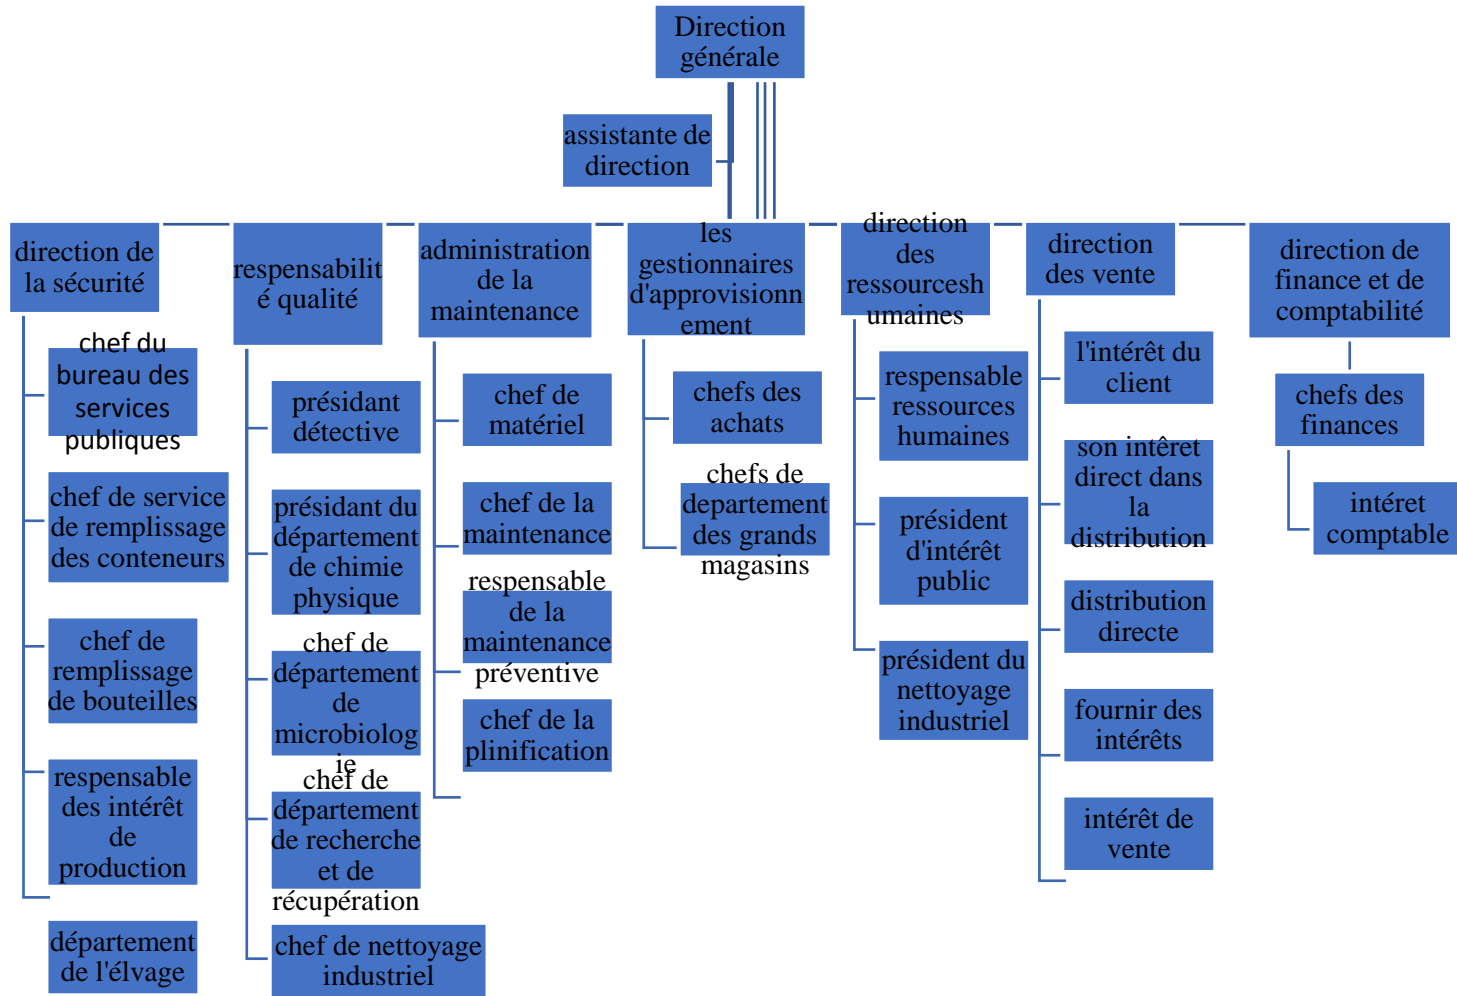 Direction
générale
assistante de
direction
direction de
la sécurité
respensabilit
é qualité
administration
de la
maintenance
les
gestionnaires
d'approvisionn
ement
direction
des
ressourcesh
umaines
direction
des vente
direction de
finance et de
comptabilité
chef du
bureau des
services
publiques
chef de service
de remplissage
des conteneurs
chef de
remplissage
de bouteilles
respensable
des intérêt
de
production
département
de l'élvage
présidant
détective
présidant du
département
de chimie
physique
chef de
département
de
microbiolog
ie
chef de
département
de recherche
et de
récupération
chef de nettoyage
industriel
chef de
matériel
chef de la
maintenance
respensable
de la
maintenance
préventive
chef de la
plinification
chefs des
achats
chefs de
departement
des grands
magasins
respensable
ressources
humaines
président
d'intérêt
public
président du
nettoyage
industriel
l'intérêt du
client
son intêret
direct dans
la
distribution
distribution
directe
fournir des
intérêts
intérêt de
vente
chefs des
finances
intéret
comptable